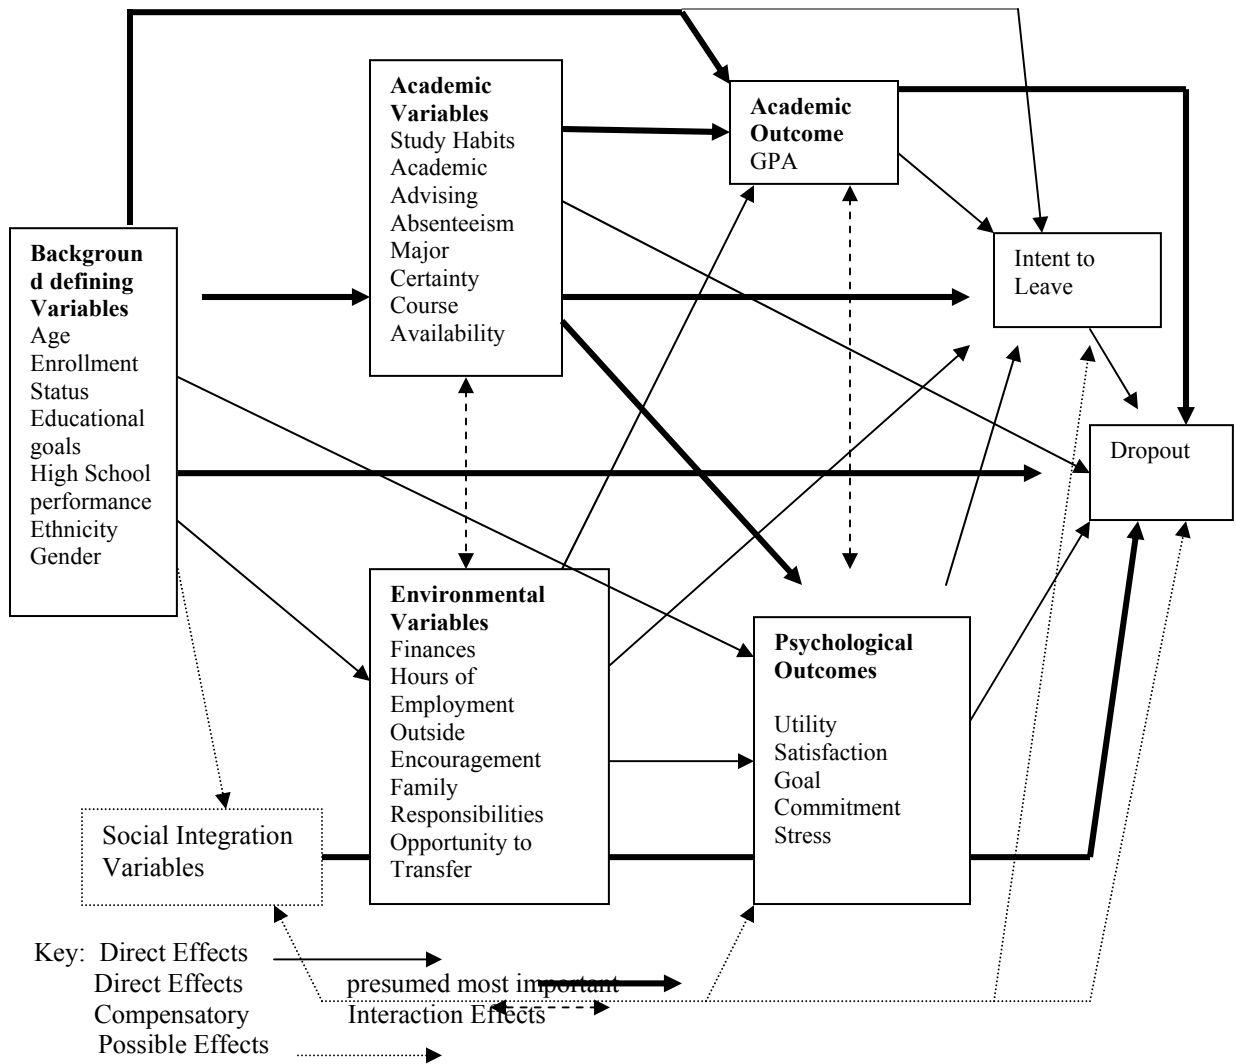 Academic
Variables
Study Habits
Academic
Advising
Absenteeism
Major
Certainty
Course
Availability
Academic
Outcome
GPA
Backgroun
d defining
Variables
Age
Enrollment
Status
Educational
goals
High School
performance
Ethnicity
Gender
Intent to
Leave
Dropout
Environmental
Variables
Finances
Hours of
Employment
Outside
Encouragement
Family
Responsibilities
Opportunity to
Transfer
Psychological
Outcomes
Utility
Satisfaction
Goal
Commitment
Stress
Social Integration
Variables
Key: Direct Effects
Direct Effects presumed most important
Compensatory Interaction Effects
Possible Effects